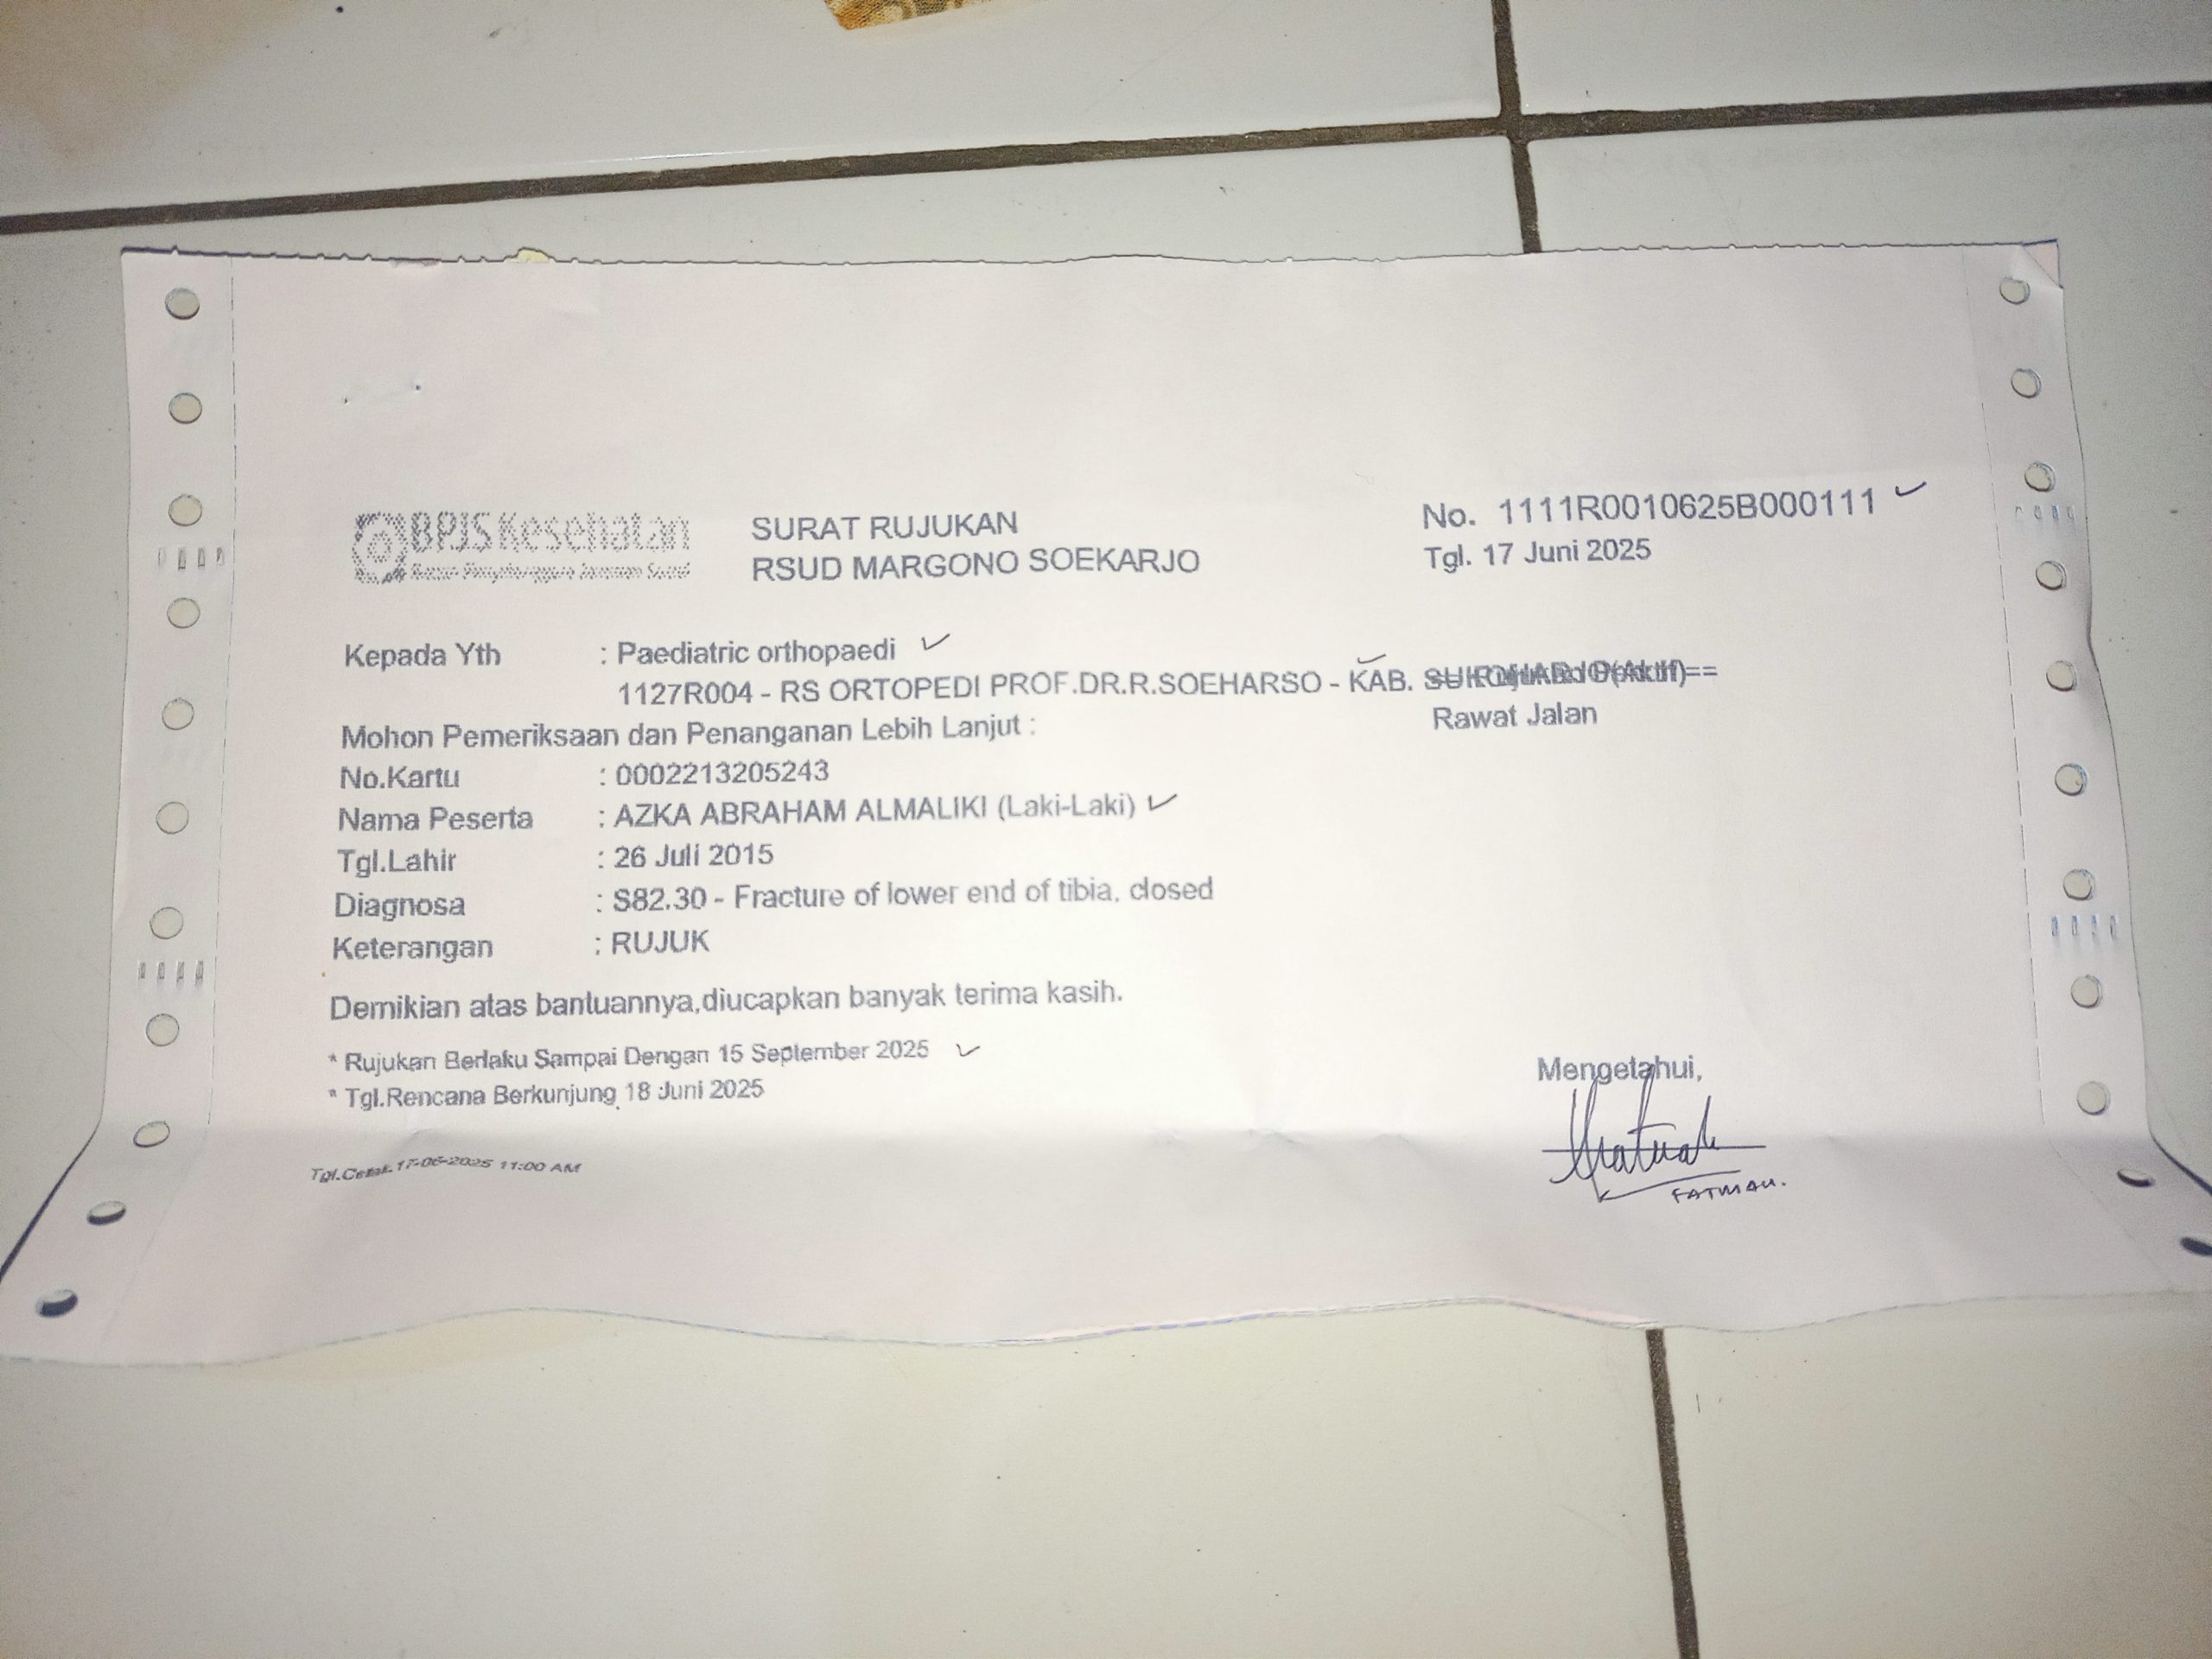 BPJS Kesehatan
Badan Penyelenggara Jaminan Sosial
SURAT RUJUKAN
RSUD MARGONO SOEKARJO
No. 1111R0010625B000111
Tgl. 17 Juni 2025
Kepada Yth : Paediatric orthopaedi
1127R004 - RS ORTOPEDI PROF.DR.R.SOEHARSO - KAB.
Rawat Jalan
Mohon Pemeriksaan dan Penanganan Lebih Lanjut :
No.Kartu : 0002213205243
Nama Peserta : AZKA ABRAHAM ALMALIKI (Laki-Laki)
Tgl.Lahir : 26 Juli 2015
Diagnosa : S82.30 - Fracture of lower end of tibia, closed
Keterangan : RUJUK
Demikian atas bantuannya,diucapkan banyak terima kasih.
* Rujukan Berlaku Sampai Dengan 15 September 2025
* Tgl.Rencana Berkunjung 18 Juni 2025
Mengetahui,
FATMAH.
Tgl.Cetak 17-06-2025 11:00 AM